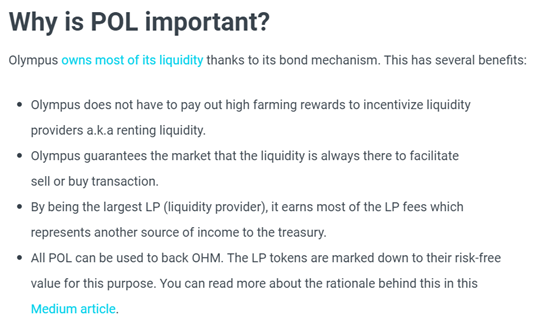 Why is POL important?
Olympus owns most of its liquidity thanks to its bond mechanism. This has several benefits:
Olympus does not have to pay out high farming rewards to incentivize liquidity
providers a.k.a renting liquidity.
Olympus guarantees the market that the liquidity is always there to facilitate
sell or buy transaction.
By being the largest LP (liquidity provider), it earns most of the LP fees which
represents another source of income to the treasury.
All POL can be used to back OHM. The LP tokens are marked down to their risk-free
value for this purpose. You can read more about the rationale behind this in this
Medium article.